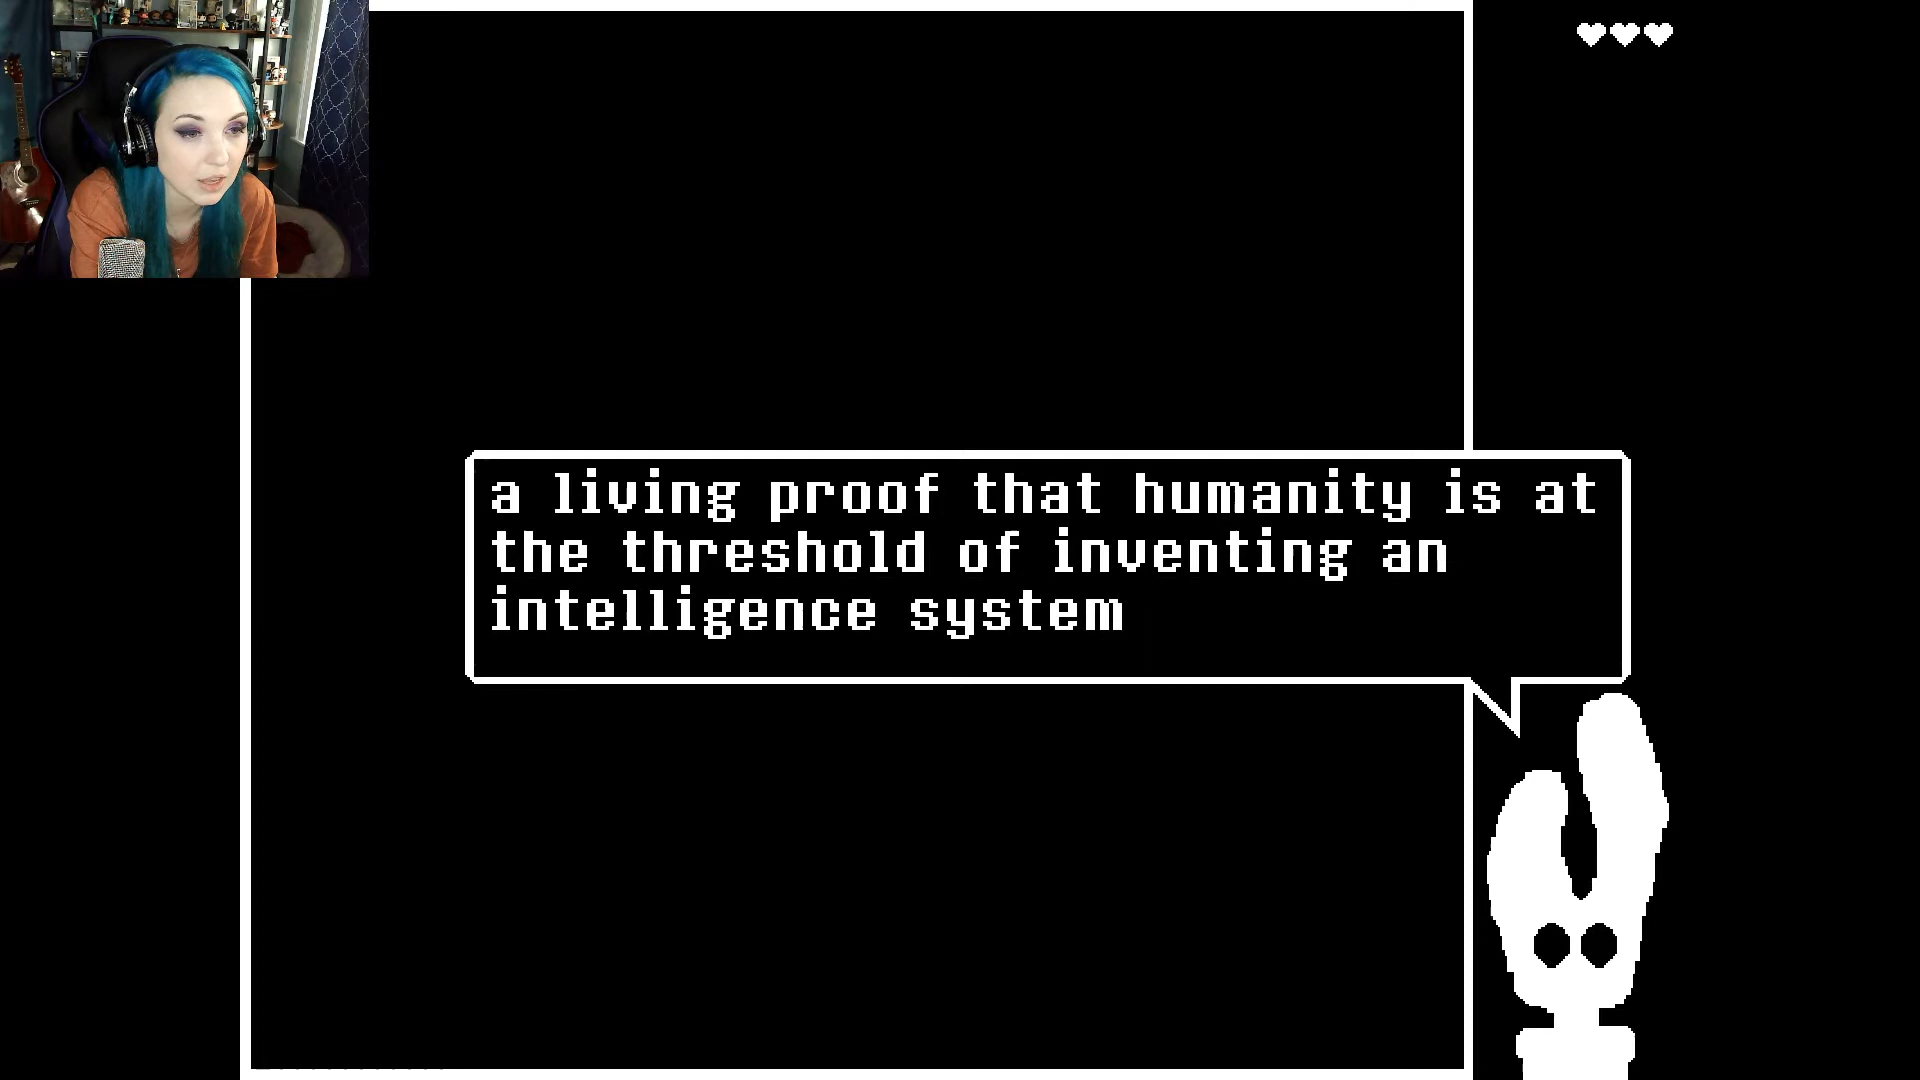 a living proof that humanity is at
the threshold of inventing an
intelligence system